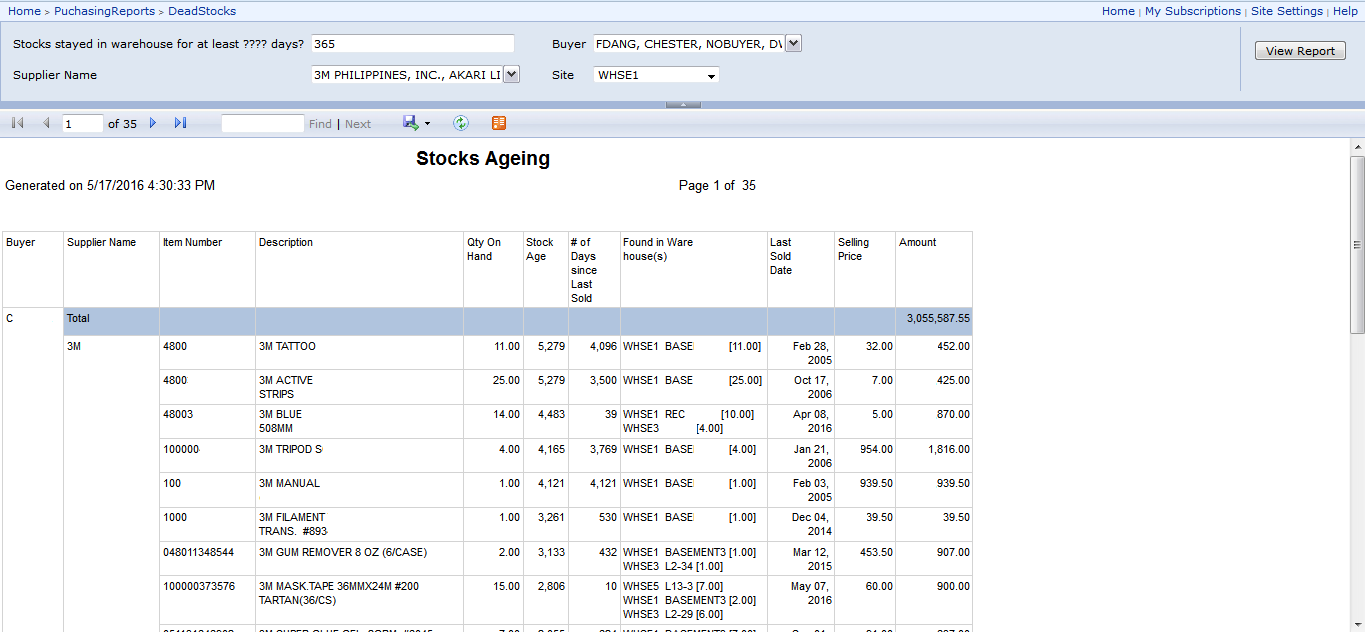 Home > PuchasingReports > DeadStocks
Home | My Subscriptions | Site Settings | Help
Stocks stayed in warehouse for at least ???? days? 365
Buyer FDANG, CHESTER, NOBUYER,
View Report
Supplier Name 3M PHILIPPINES, INC., AKARI LI
Site WHSE1
1 of 35 Find | Next
Stocks Ageing
Generated on 5/17/2016 4:30:33 PM
Page 1 of 35
Buyer
Supplier Name
Item Number
Description
Qty On
Hand
Stock
Age
# of
Days
since
Last
Sold
Found in Ware
house(s)
Last
Sold
Date
Selling
Price
Amount
C Total 3,055,587.55
3M 4800 3M TATTOO 11.00 5,279 4,096 WHSE1 BASE [11.00] Feb 28, 32.00 452.00
2005
4800 3M ACTIVE 25.00 5,279 3,500 WHSE1 BASE [25.00] Oct 17, 7.00 425.00
STRIPS 2006
48003 3M BLUE 14.00 4,483 39 WHSE1 REC [10.00] Apr 08, 5.00 870.00
508MM WHSE3 [4.00] 2016
100000 3M TRIPOD S 4.00 4,165 3,769 WHSE1 BASE [4.00] Jan 21, 954.00 1,816.00
2006
100 3M MANUAL 1.00 4,121 4,121 WHSE1 BASE [1.00] Feb 03, 939.50 939.50
2005
1000 3M FILAMENT 1.00 3,261 530 WHSE1 BASE [1.00] Dec 04, 39.50 39.50
TRANS. #893 2014
048011348544 3M GUM REMOVER 8 OZ (6/CASE) 2.00 3,133 432 WHSE1 BASEMENT3 [1.00] Mar 12, 453.50 907.00
WHSE3 L2-34 [1.00] 2015
100000373576 3M MASK.TAPE 36MMX24M #200 15.00 2,806 10 WHSE5 L13-3 [7.00] May 07, 60.00 900.00
TARTAN(36/CS) WHSE1 BASEMENT3 [2.00] 2016
WHSE3 L2-29 [6.00]